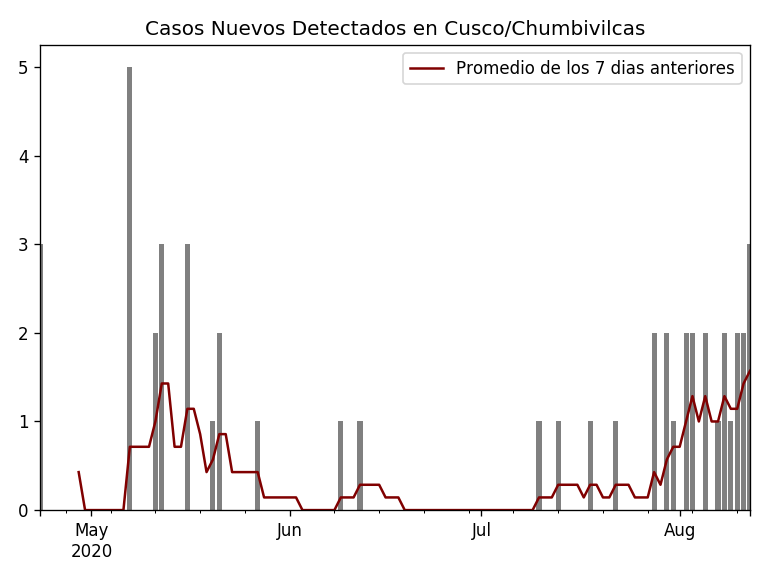 Casos Nuevos Detectados en Cusco/Chumbivilcas
Promedio de los 7 dias anteriores
5
4
3
2
1
0
May Jun Jul Aug
2020